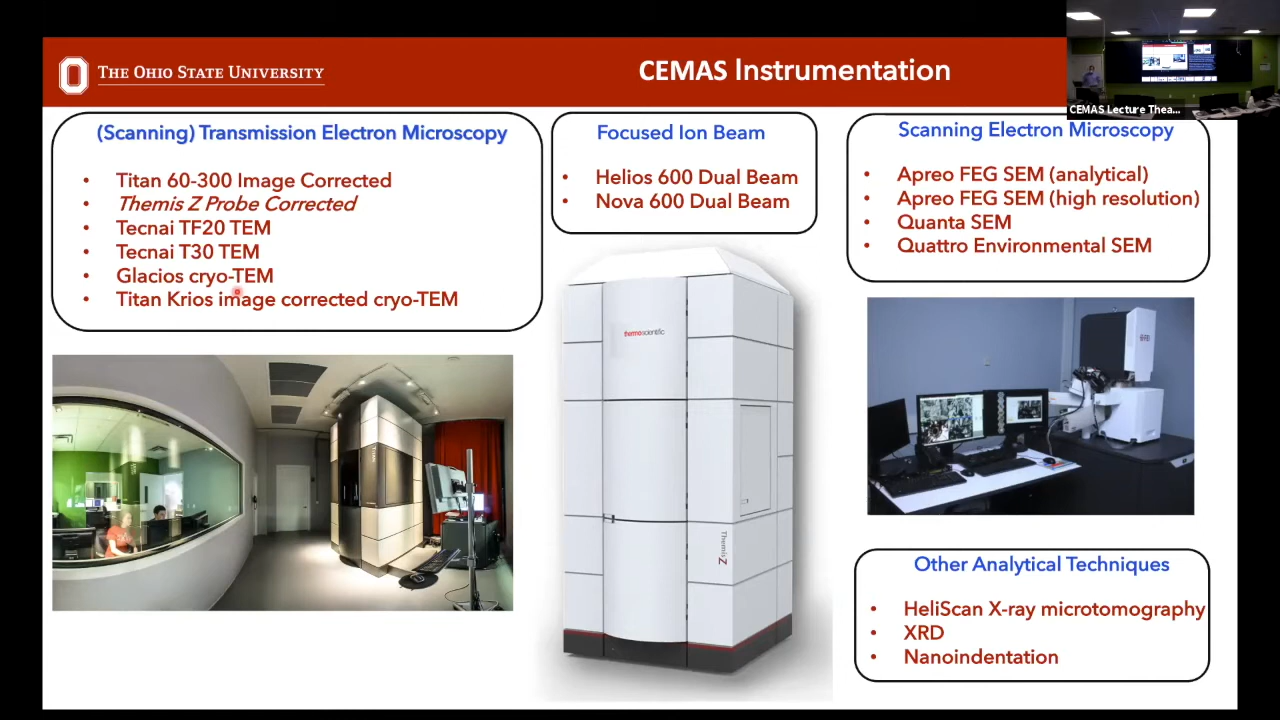 THE OHIO STATE UNIVERSITY
CEMAS Instrumentation
CEMAS Lecture Thea...
(Scanning) Transmission Electron Microscopy
• Titan 60-300 Image Corrected
• Themis Z Probe Corrected
• Tecnai TF20 TEM
• Tecnai T30 TEM
• Glacios cryo-TEM
• Titan Krios image corrected cryo-TEM
Focused Ion Beam
• Helios 600 Dual Beam
• Nova 600 Dual Beam
Scanning Electron Microscopy
• Apreo FEG SEM (analytical)
• Apreo FEG SEM (high resolution)
• Quanta SEM
• Quattro Environmental SEM
thermoscientific
Themis Z
Other Analytical Techniques
• HeliScan X-ray microtomography
• XRD
• Nanoindentation